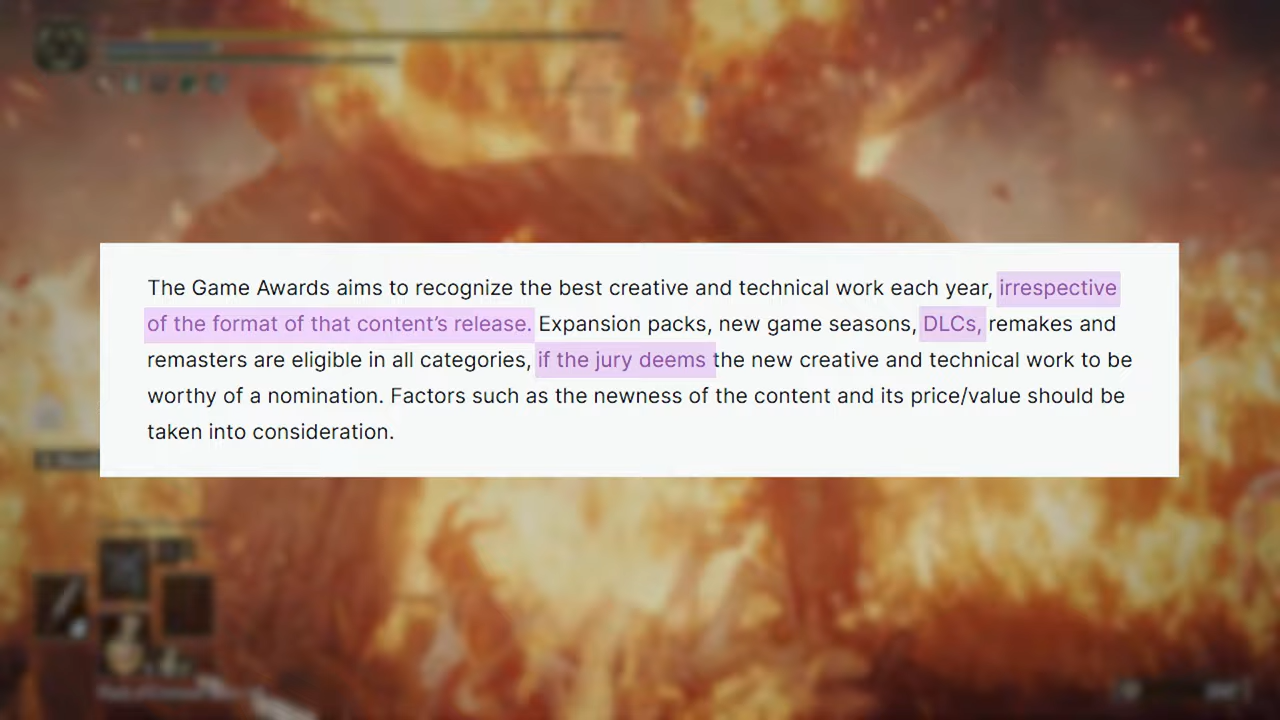 The Game Awards aims to recognize the best creative and technical work each year, irrespective
of the format of that content’s release. Expansion packs, new game seasons, DLCs, remakes and
remasters are eligible in all categories, if the jury deems the new creative and technical work to be
worthy of a nomination. Factors such as the newness of the content and its price/value should be
taken into consideration.